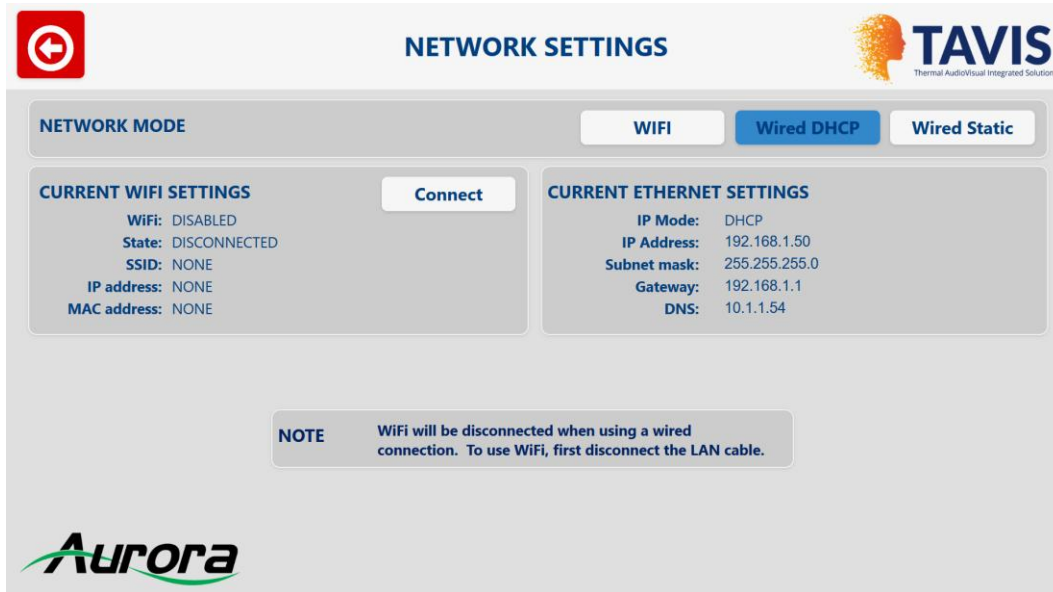 NETWORK SETTINGS
TAVIS
Thermal AudioVisual Integrated Solution
NETWORK MODE
WIFI
Wired DHCP
Wired Static
CURRENT WIFI SETTINGS
Connect
WiFi: DISABLED
State: DISCONNECTED
SSID: NONE
IP address: NONE
MAC address: NONE
CURRENT ETHERNET SETTINGS
IP Mode: DHCP
IP Address: 192.168.1.50
Subnet mask: 255.255.255.0
Gateway: 192.168.1.1
DNS: 10.1.1.54
NOTE
WiFi will be disconnected when using a wired
connection. To use WiFi, first disconnect the LAN cable.
Aurora